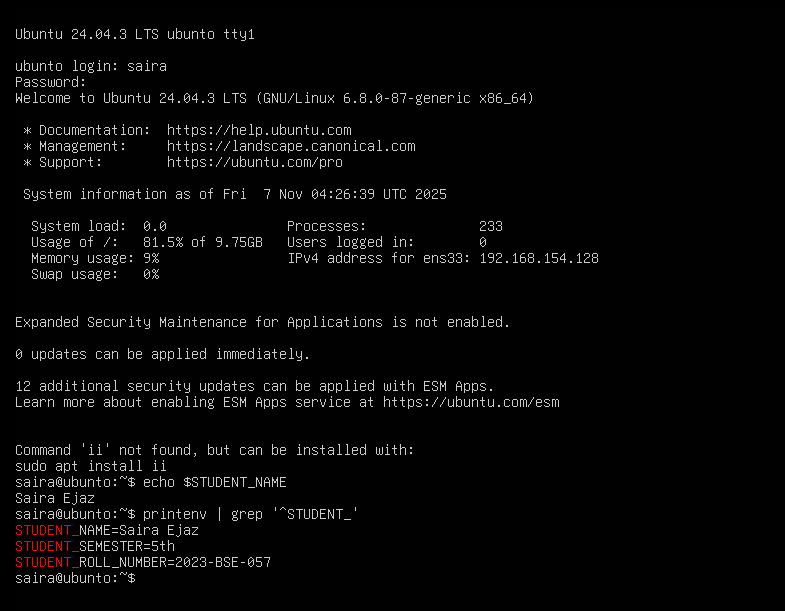 Ubuntu 24.04.3 LTS ubunto tty1
ubunto login: saira
Password:
Welcome to Ubuntu 24.04.3 LTS (GNU/Linux 6.8.0-87-generic x86_64)
* Documentation:  https://help.ubuntu.com
* Management:     https://landscape.canonical.com
* Support:        https://ubuntu.com/pro
System information as of Fri  7 Nov 04:26:39 UTC 2025
System load:  0.0               Processes:              233
Usage of /:   81.5% of 9.75GB   Users logged in:        0
Memory usage: 9%                IPv4 address for ens33: 192.168.154.128
Swap usage:   0%
Expanded Security Maintenance for Applications is not enabled.
0 updates can be applied immediately.
12 additional security updates can be applied with ESM Apps.
Learn more about enabling ESM Apps service at https://ubuntu.com/esm
Command 'ii' not found, but can be installed with:
sudo apt install ii
saira@ubunto:~$ echo $STUDENT_NAME
Saira Ejaz
saira@ubunto:~$ printenv | grep '^STUDENT_'
STUDENT_NAME=Saira Ejaz
STUDENT_SEMESTER=5th
STUDENT_ROLL_NUMBER=2023-BSE-057
saira@ubunto:~$